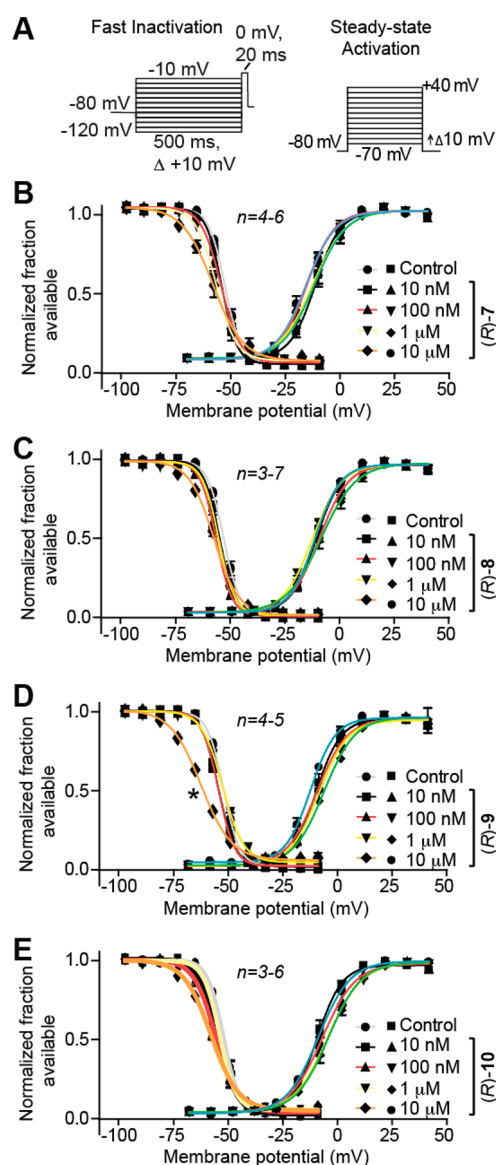 A
Fast Inactivation
0 mV,
20 ms
-10 mV
-80 mV
-120 mV
500 ms,
Δ +10 mV
Steady-state
Activation
+40 mV
Δ10 mV
-80 mV
-70 mV
B
Normalized fraction
available
1.0
0.5
0.0
n=4-6
Control
10 nM
100 nM
1 µM
10 µM
(R)-7
-100 -75 -50 -25 0 25 50
Membrane potential (mV)
C
Normalized fraction
available
1.0
0.5
0.0
n=3-7
Control
10 nM
100 nM
1 µM
10 µM
(R)-8
-100 -75 -50 -25 0 25 50
Membrane potential (mV)
D
Normalized fraction
available
1.0
0.5
0.0
n=4-5
*
Control
10 nM
100 nM
1 µM
10 µM
(R)-9
-100 -75 -50 -25 0 25 50
Membrane potential (mV)
E
Normalized fraction
available
1.0
0.5
0.0
n=3-6
Control
10 nM
100 nM
1 µM
10 µM
(R)-10
-100 -75 -50 -25 0 25 50
Membrane potential (mV)